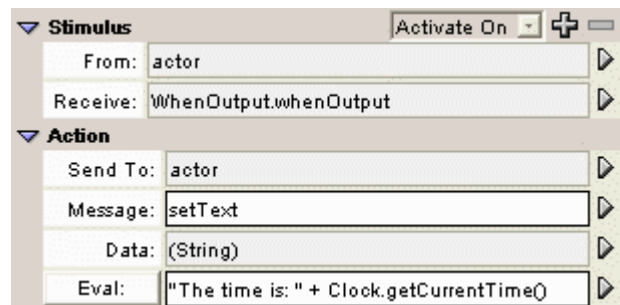 Stimulus Activate On
From: actor
Receive: WhenOutput.whenOutput
Action
Send To: actor
Message: setText
Data: (String)
Eval: "The time is: " + Clock.getCurrentTime()